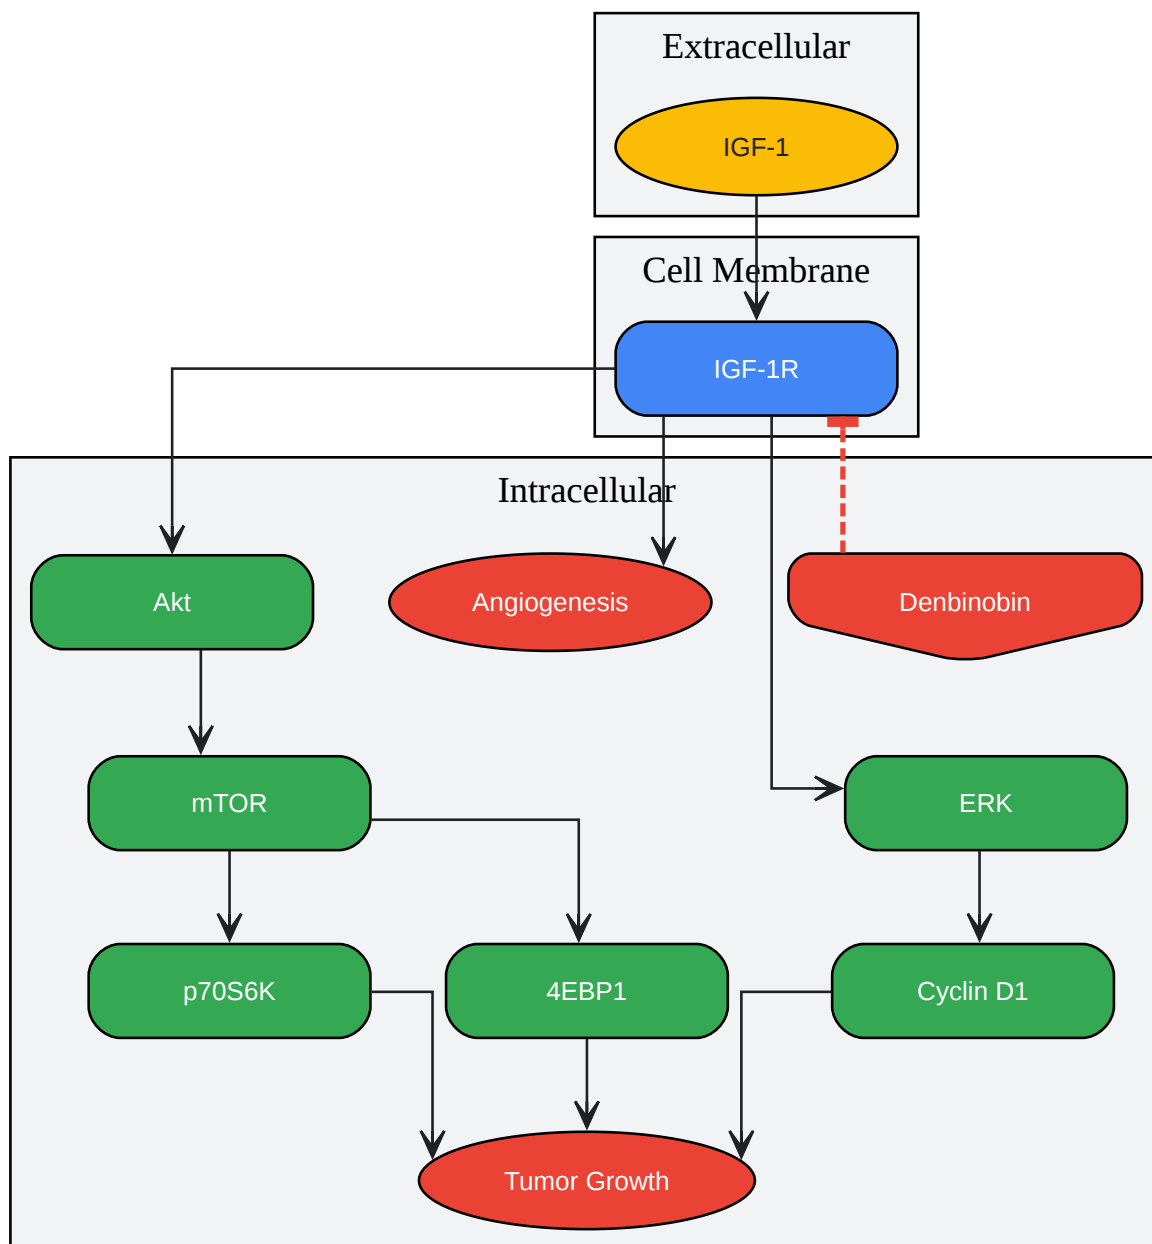 Extracellular
IGF-1
Cell Membrane
IGF-1R
Intracellular
Akt
Angiogenesis
Denbinobin
mTOR
ERK
p70S6K
4EBP1
Cyclin D1
Tumor Growth